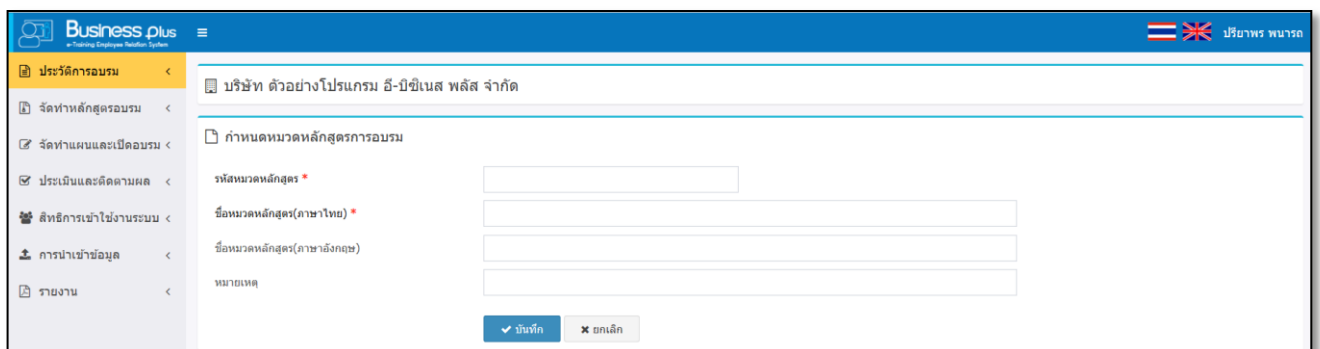 Business plus
e-Training Employee Relation System
ปรียาพร พนารถ
ประวัติการอบรม
บริษัท ตัวอย่างโปรแกรม อี-บิซิเนส พลัส จำกัด
จัดทำหลักสูตรอบรม
กำหนดหมวดหลักสูตรการอบรม
จัดทำแผนและเปิดอบรม
รหัสหมวดหลักสูตร *
ประเมินและติดตามผล
ชื่อหมวดหลักสูตร(ภาษาไทย) *
สิทธิการเข้าใช้งานระบบ
ชื่อหมวดหลักสูตร(ภาษาอังกฤษ)
การนำเข้าข้อมูล
หมายเหตุ
รายงาน
บันทึก ยกเลิก